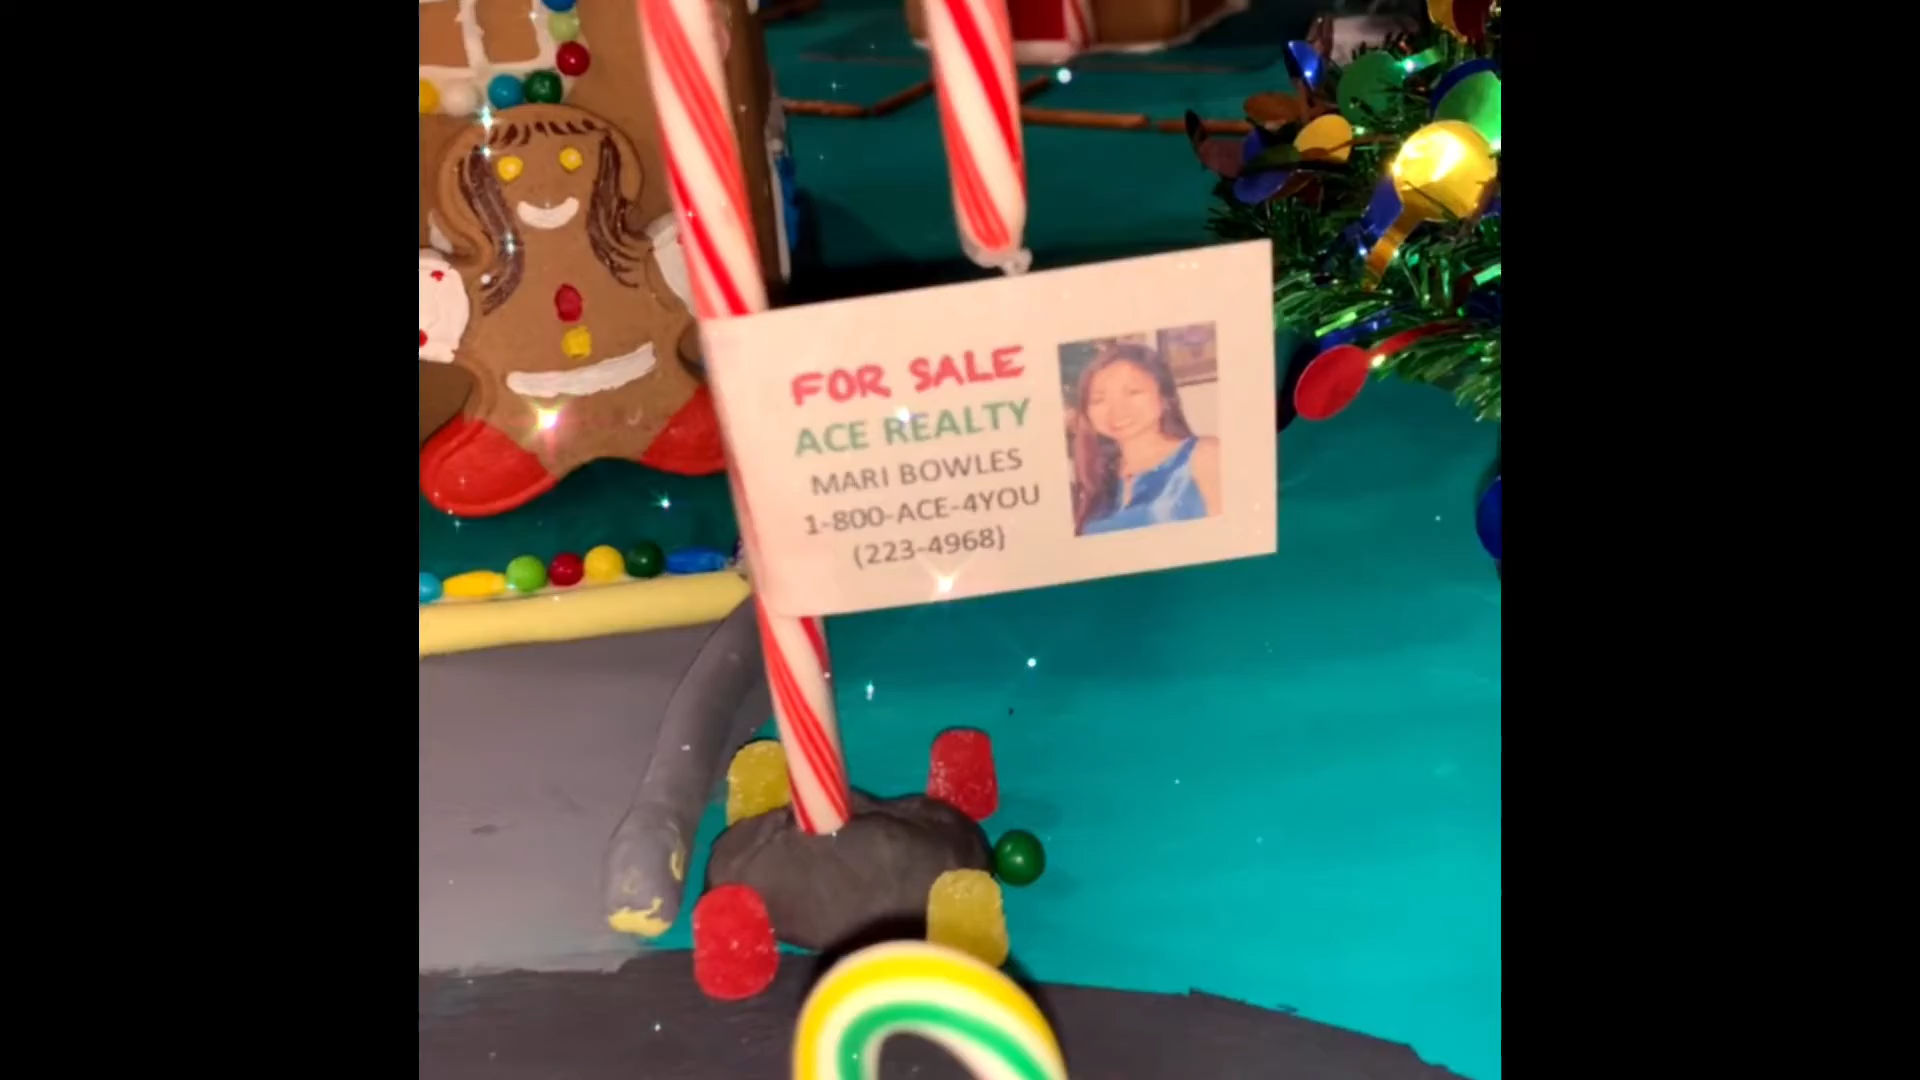 FOR SALE
ACE REALTY
MARI BOWLES
1-800-ACE-4YOU
(223-4968)